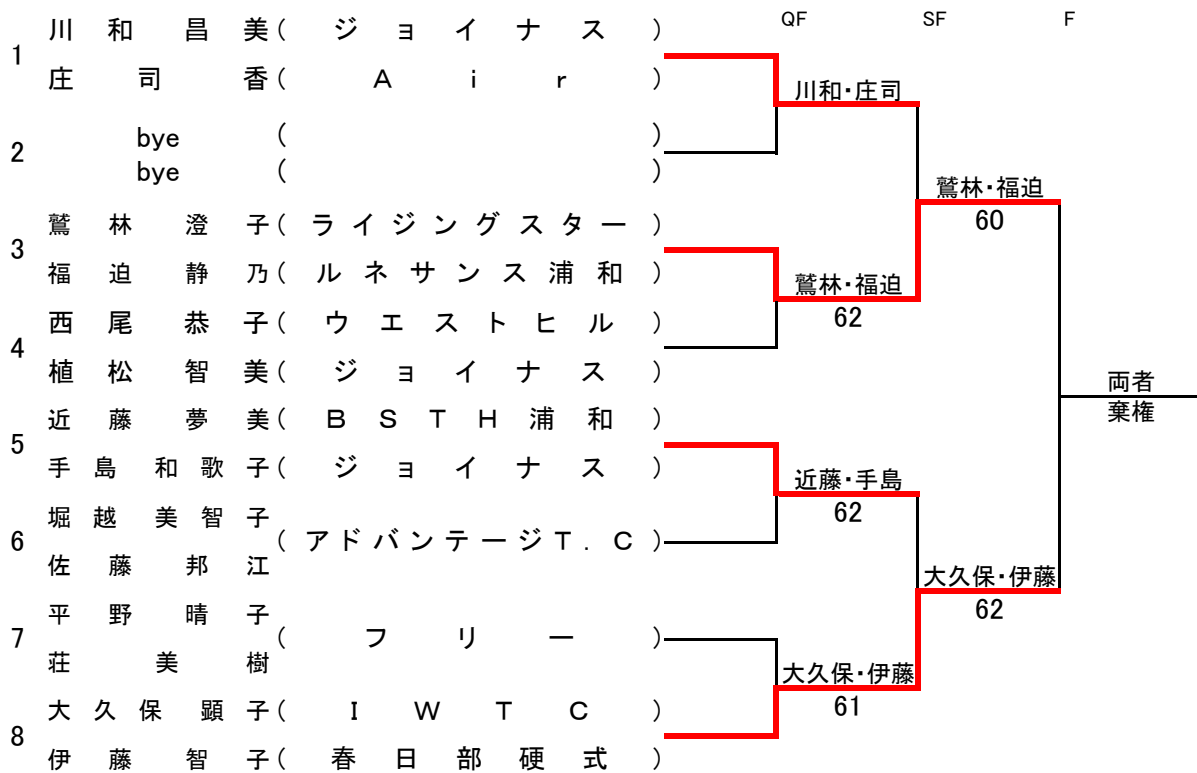 QF SF F
1
川和昌美(ジョイナス)
庄司香(Air)
川和・庄司
2
bye ( )
bye ( )
鷲林・福迫
60
3
鷲林澄子(ライジングスター)
福迫静乃(ルネサンス浦和)
鷲林・福迫
62
4
西尾恭子(ウエストヒル)
植松智美(ジョイナス)
両者
棄権
5
近藤夢美(BSTH浦和)
手島和歌子(ジョイナス)
近藤・手島
62
6
堀越美智子
(アドバンテージT.C)
佐藤邦江
大久保・伊藤
62
7
平野晴子
(フリー)
荘美樹
大久保・伊藤
61
8
大久保顕子(IWTC)
伊藤智子(春日部硬式)